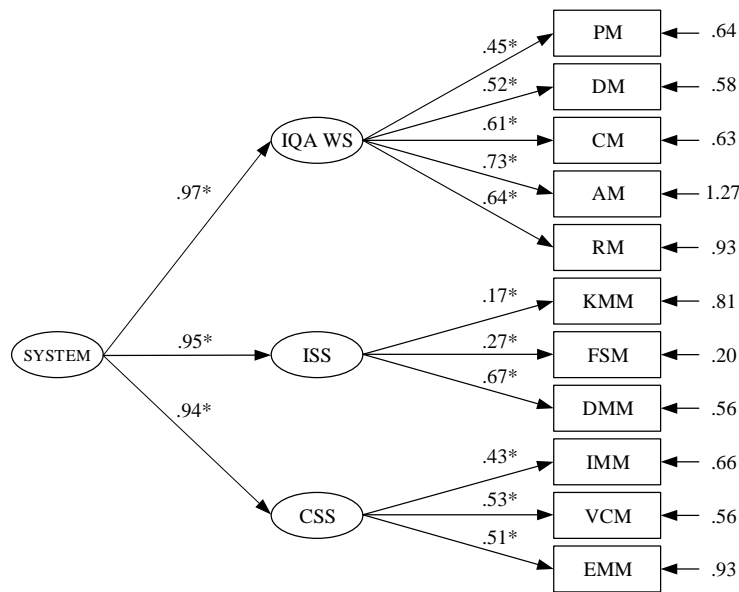 PM
.64
.45*
DM
.58
.52*
IQA WS
.61*
CM
.63
.73*
AM
1.27
.97*
.64*
RM
.93
.17*
KMM
.81
SYSTEM
.95*
ISS
.27*
FSM
.20
.67*
DMM
.56
.94*
.43*
IMM
.66
CSS
.53*
VCM
.56
.51*
EMM
.93